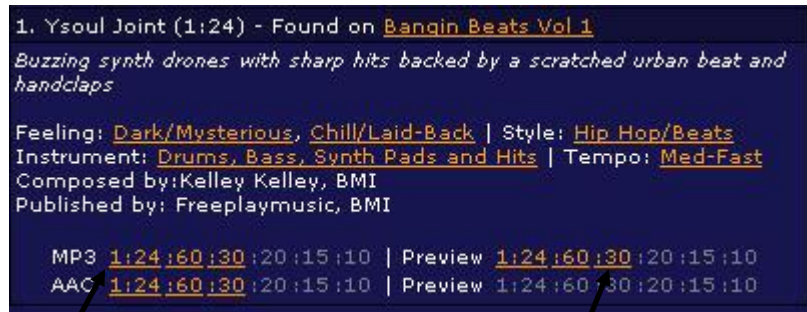 1. Ysoul Joint (1:24) - Found on Bangin Beats Vol 1
Buzzing synth drones with sharp hits backed by a scratched urban beat and
handclaps
Feeling: Dark/Mysterious, Chill/Laid-Back | Style: Hip Hop/Beats
Instrument: Drums, Bass, Synth Pads and Hits | Tempo: Med-Fast
Composed by:Kelley Kelley, BMI
Published by: Freeplaymusic, BMI
MP3 1:24 :60 :30 :20 :15 :10 | Preview 1:24 :60 :30 :20 :15 :10
AAC 1:24 :60 :30 :20 :15 :10 | Preview 1:24 :60 :30 :20 :15 :10